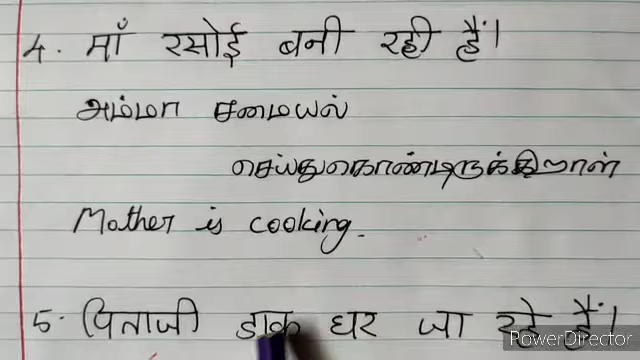 4. माँ रसोई बनी रही हैं।
அம்மா சமையல்
செய்துகொண்டிருக்கிறாள்
Mother is cooking.
5. पिताजी डाक घर जा रहे हैं।
PowerDirector